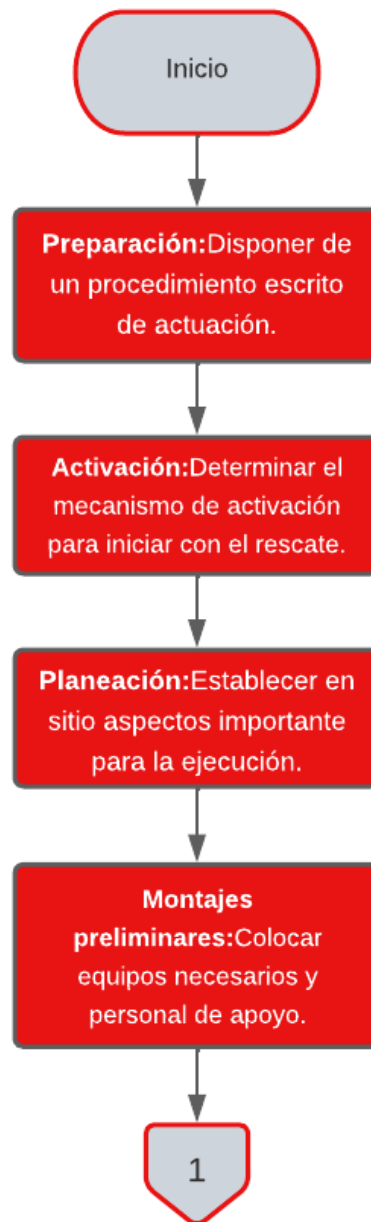 Inicio
Preparación:Disponer de
un procedimiento escrito
de actuación.
Activación:Determinar el
mecanismo de activación
para iniciar con el rescate.
Planeación:Establecer en
sitio aspectos importante
para la ejecución.
Montajes
preliminares:Colocar
equipos necesarios y
personal de apoyo.
1